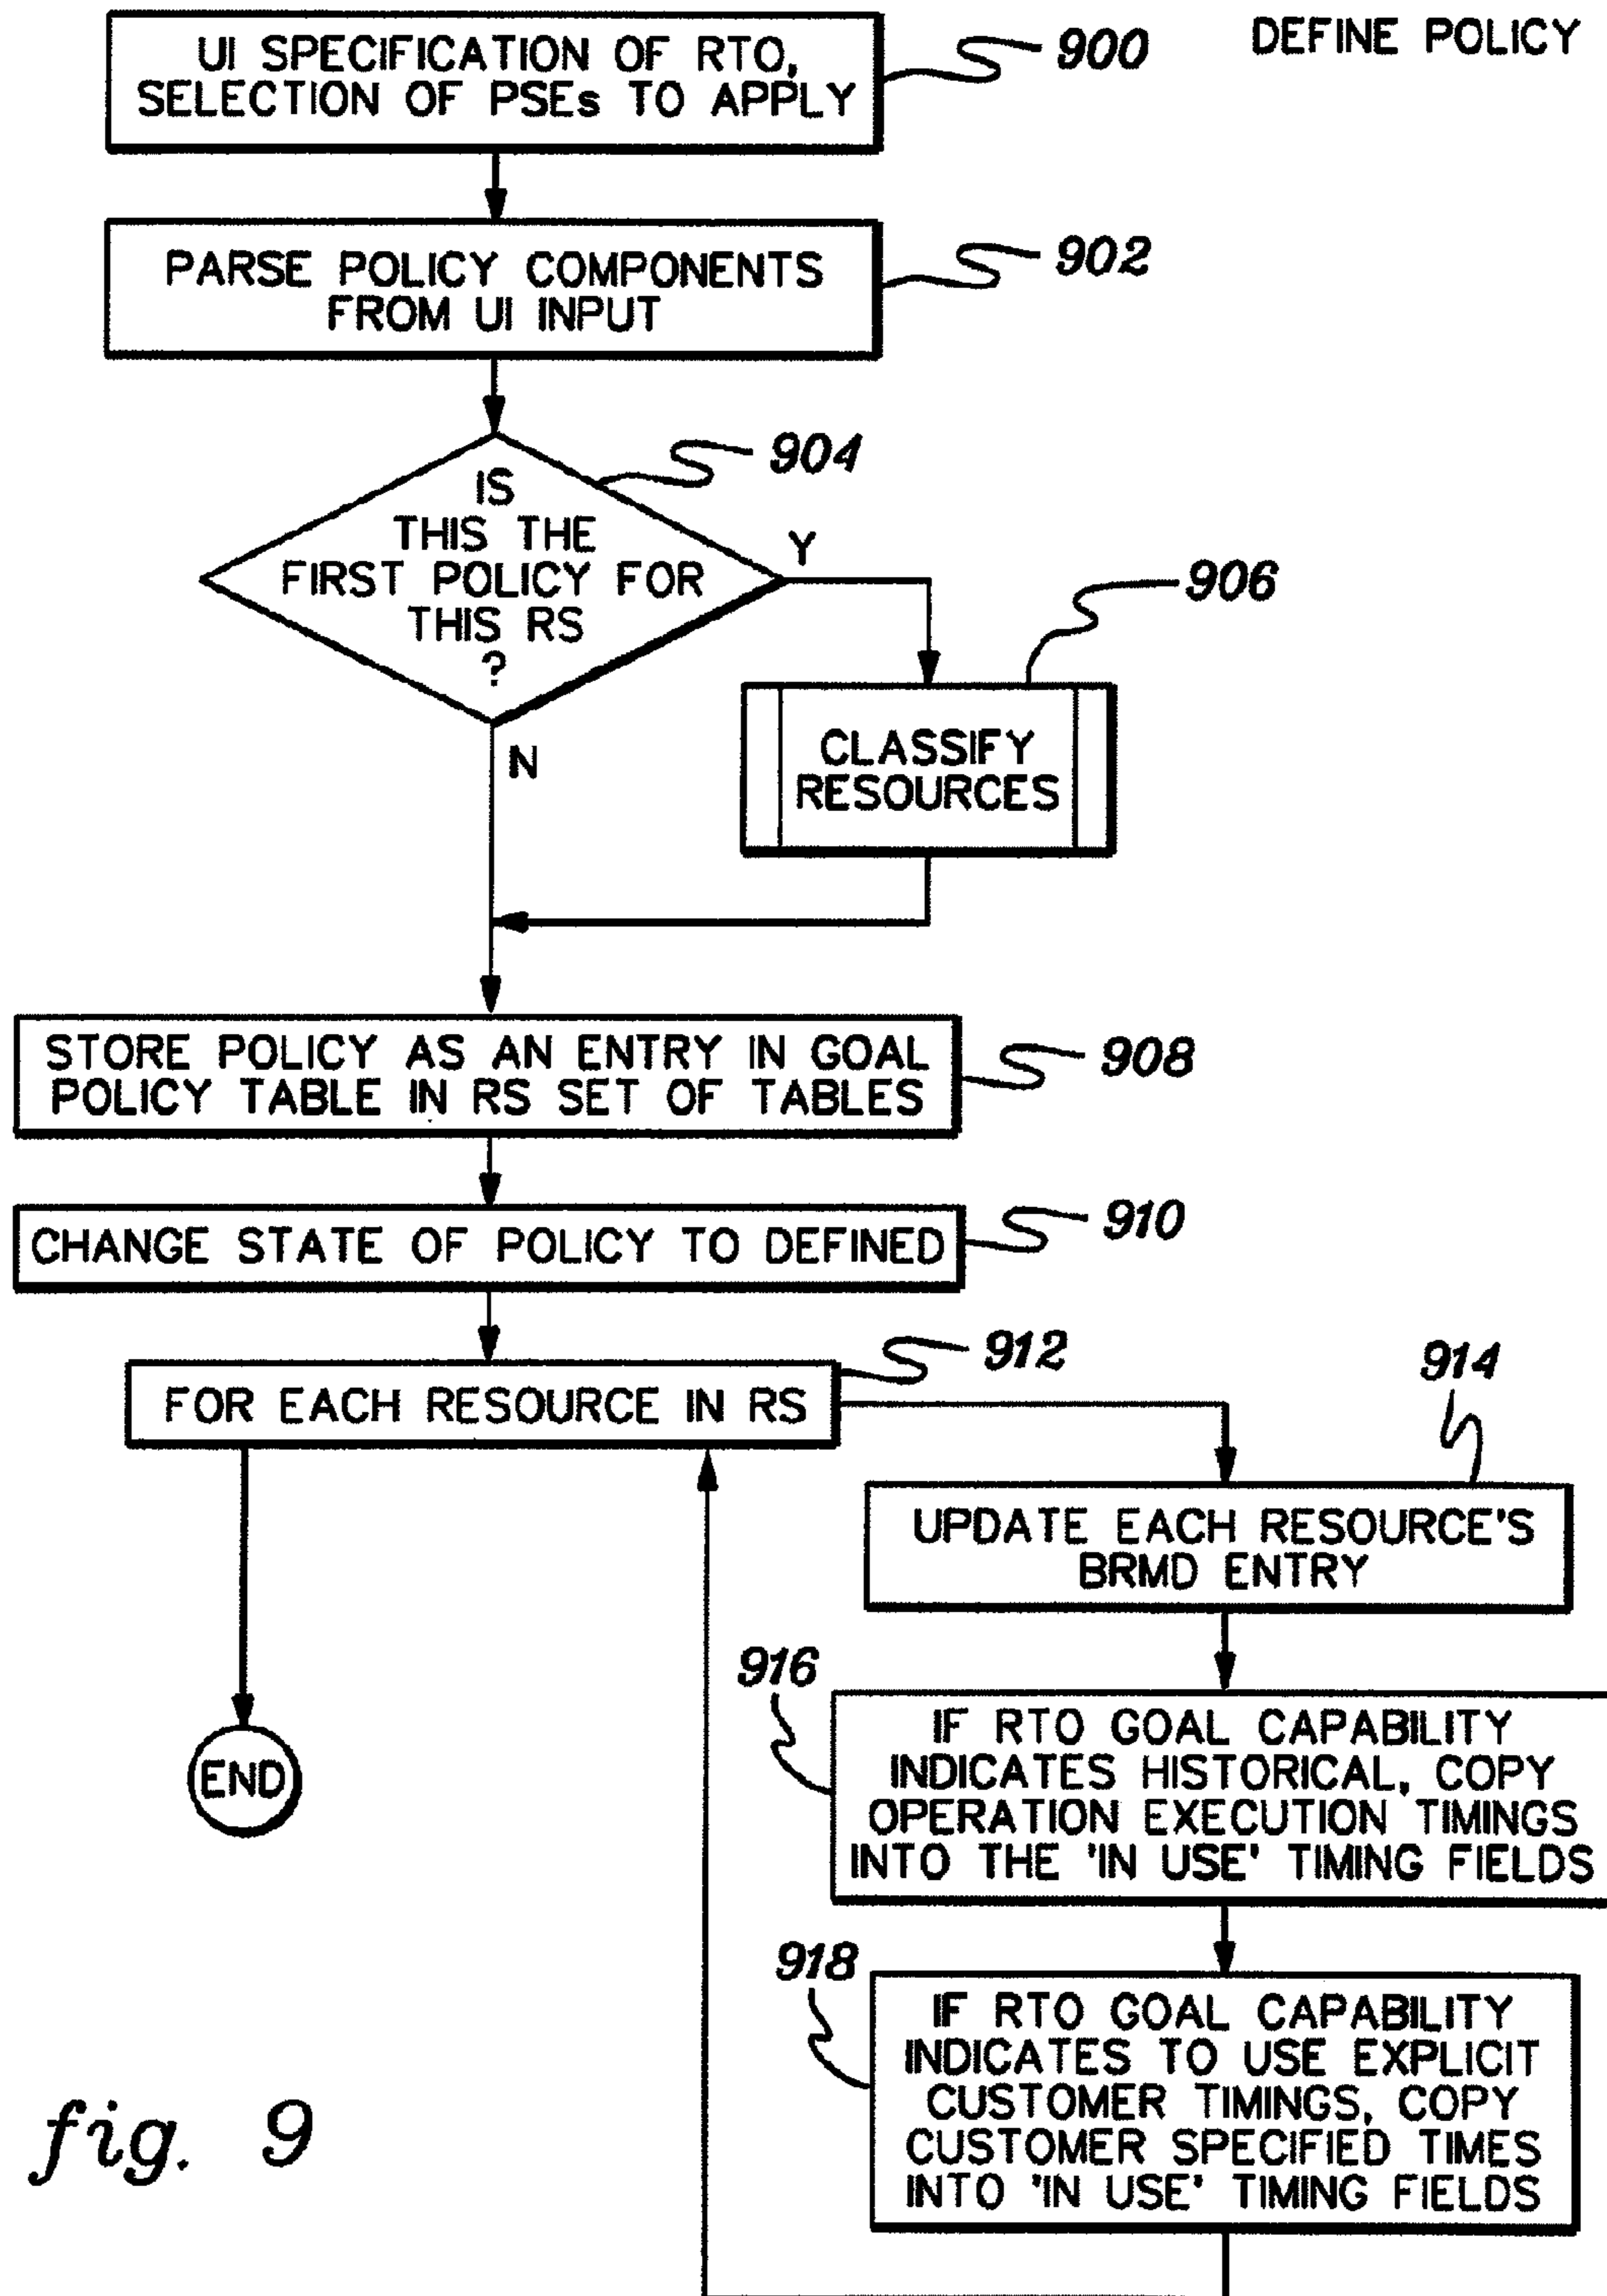 DEFINE POLICY
UI SPECIFICATION OF RTO,
SELECTION OF PSEs TO APPLY
900
PARSE POLICY COMPONENTS
FROM UI INPUT
902
IS
THIS THE
FIRST POLICY FOR
THIS RS
?
904
Y
N
906
CLASSIFY
RESOURCES
STORE POLICY AS AN ENTRY IN GOAL
POLICY TABLE IN RS SET OF TABLES
908
CHANGE STATE OF POLICY TO DEFINED
910
FOR EACH RESOURCE IN RS
912
END
914
UPDATE EACH RESOURCE'S
BRMD ENTRY
916
IF RTO GOAL CAPABILITY
INDICATES HISTORICAL, COPY
OPERATION EXECUTION TIMINGS
INTO THE 'IN USE' TIMING FIELDS
918
IF RTO GOAL CAPABILITY
INDICATES TO USE EXPLICIT
CUSTOMER TIMINGS, COPY
CUSTOMER SPECIFIED TIMES
INTO 'IN USE' TIMING FIELDS
fig. 9